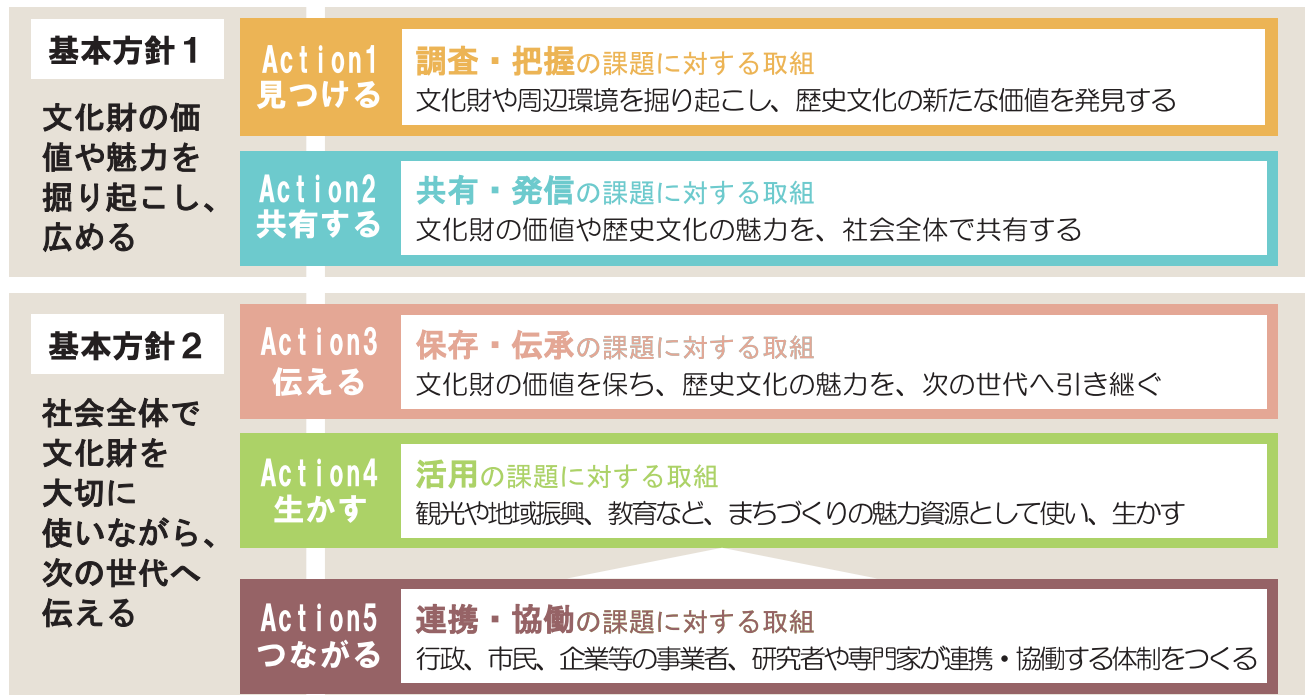 基本方針1
文化財の価
値や魅力を
掘り起こし、
広める
Action1
見つける
調査・把握の課題に対する取組
文化財や周辺環境を掘り起こし、歴史文化の新たな価値を発見する
Action2
共有する
共有・発信の課題に対する取組
文化財の価値や歴史文化の魅力を、社会全体で共有する
基本方針2
社会全体で
文化財を
大切に
使いながら、
次の世代へ
伝える
Action3
伝える
保存・伝承の課題に対する取組
文化財の価値を保ち、歴史文化の魅力を、次の世代へ引き継ぐ
Action4
生かす
活用の課題に対する取組
観光や地域振興、教育など、まちづくりの魅力資源として使い、生かす
Action5
つながる
連携・協働の課題に対する取組
行政、市民、企業等の事業者、研究者や専門家が連携・協働する体制をつくる